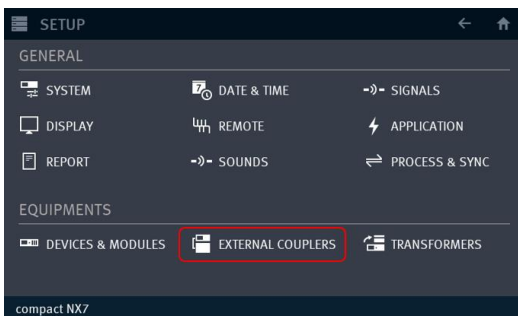 SETUP
GENERAL
SYSTEM
DATE & TIME
SIGNALS
DISPLAY
REMOTE
APPLICATION
REPORT
SOUNDS
PROCESS & SYNC
EQUIPMENTS
DEVICES & MODULES
EXTERNAL COUPLERS
TRANSFORMERS
compact NX7